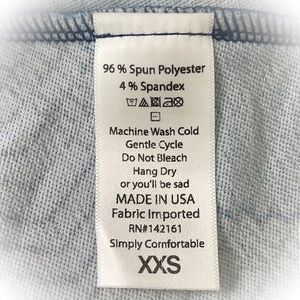 96 % Spun Polyester
4 % Spandex
Machine Wash Cold
Gentle Cycle
Do Not Bleach
Hang Dry
or you'll be sad
MADE IN USA
Fabric Imported
RN#142161
Simply Comfortable
XXS